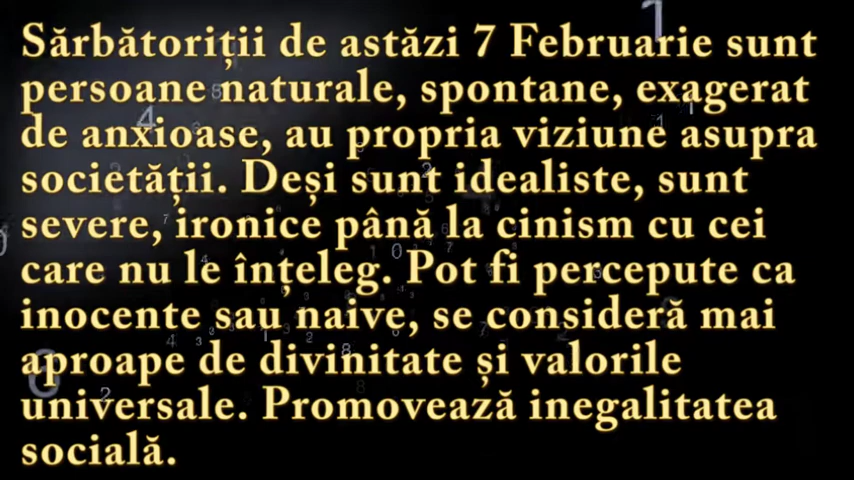 Sărbătoriții de astăzi 7 Februarie sunt
persoane naturale, spontane, exagerat
de anxioase, au propria viziune asupra
societății. Deși sunt idealiste, sunt
severe, ironice până la cinism cu cei
care nu le înțeleg. Pot fi percepute ca
inocente sau naive, se consideră mai
aproape de divinitate și valorile
universale. Promovează inegalitatea
socială.